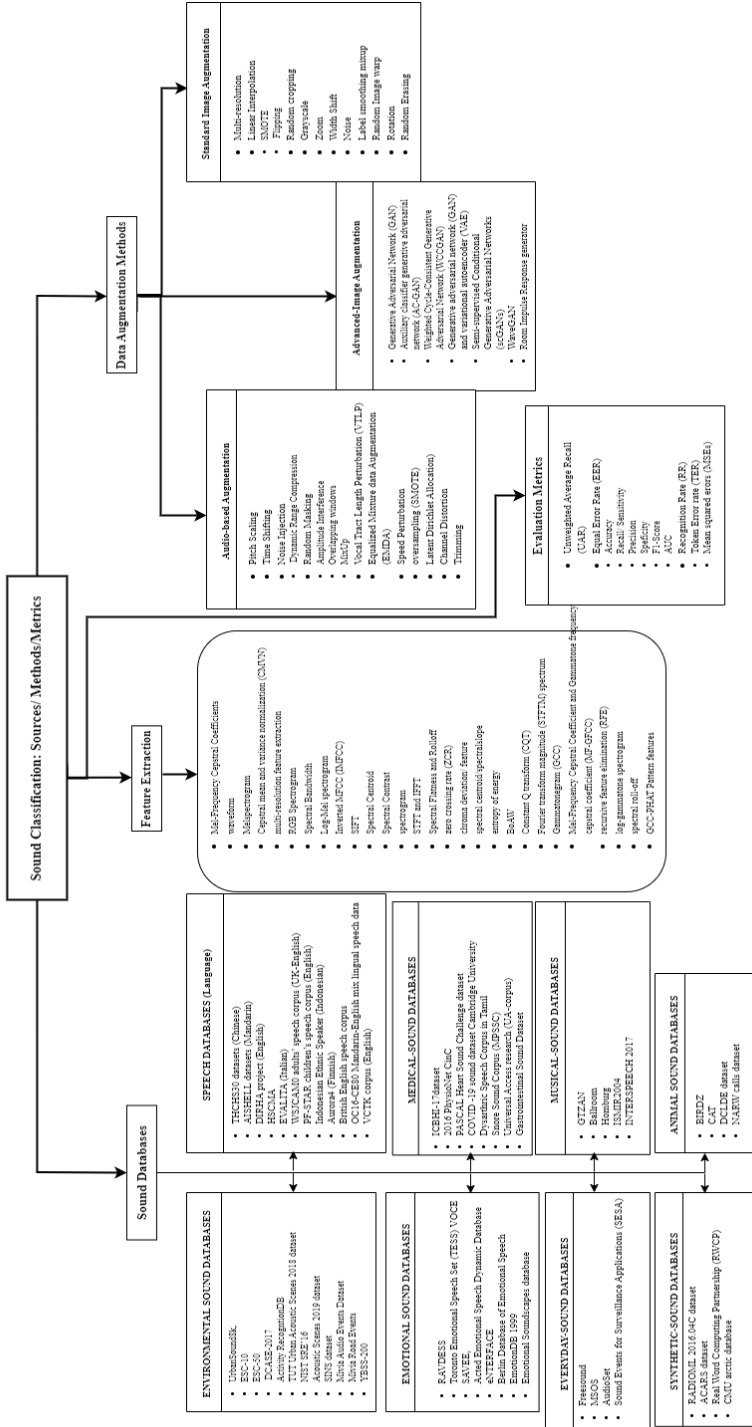 Sound Classification: Sources/ Methods/Metrics
Sound Databases
ENVIRONMENTAL SOUND DATABASES
• UrbanSound8k,
• ESC-10
• ESC-50
• DCASE-2017
• Activity RecognitionDB
• TUT Urban Acoustic Scenes 2018 dataset
• NIST SRE'16
• Acoustic Scenes 2019 dataset
• SINS dataset
• Mivia Audio Events Dataset
• Mivia Road Events
• YBSS-200
SPEECH DATABASES (Language)
• THCHS30 datasets (Chinese)
• AISHELL datasets (Mandarin)
• DIRHA project (English)
• HSCMA
• EVALITA (Italian)
• WSJCAM0 adults' speech corpus (UK-English)
• PF-STAR children's speech corpus (English)
• Indonesian Ethnic Speaker (Indonesian)
• Aurora4 (Finnish)
• British English speech corpus
• OC16-CE80 Mandarin-English mix lingual speech data
• VCTK corpus (English)
EMOTIONAL SOUND DATABASES
• RAVDESS
• Toronto Emotional Speech Set (TESS) VOCE
• SAVEE,
• Acted Emotional Speech Dynamic Database
• eNTERFACE
• Berlin Database of Emotional Speech
• EmotionDB 1999
• Emotional Soundscapes database
MEDICAL-SOUND DATABASES
• ICBHI-17dataset
• 2016 PhysioNet CinC
• PASCAL Heart Sound Challenge dataset
• COVID-19 sound dataset Cambridge University
• Dysarthric Speech Corpus in Tamil
• Snore Sound Corpus (MPSSC)
• Universal Access research (UA-corpus)
• Gastrointestinal Sound Dataset
EVERYDAY-SOUND DATABASES
• Freesound
• MSOS
• AudioSet
• Sound Events for Surveillance Applications (SESA)
MUSICAL-SOUND DATABASES
• GTZAN
• Ballroom
• Homburg
• ISMIR2004
• INTERSPEECH 2017
SYNTHETIC-SOUND DATABASES
• RADIOML 2016.04C dataset
• ACARS dataset
• Real Word Computing Partnership (RWCP)
• CMU arctic database
ANIMAL SOUND DATABASES
• BIRDZ
• CAT
• DCLDE dataset
• NARW calls dataset
Feature Extraction
• Mel-Frequency Cepstral Coefficients
• waveform
• Melspectrogram
• Cepstral mean and variance normalization (CMVN)
• multi-resolution feature extraction
• RGB Spectrogram
• Spectral Bandwidth
• Log-Mel spectrogram
• Inverted MFCC (IMFCC)
• SIFT
• Spectral Centroid
• Spectral Contrast
• spectrogram
• STFT and IFFT
• Spectral Flatness and Rolloff
• zero crossing rate (ZCR)
• chroma deviation feature
• spectral centroid spectralslope
• entropy of energy
• BoAW
• Constant Q transform (CQT)
• Fourier transform magnitude (STFTM) spectrum
• Gammatonegram (GCC)
• Mel-Frequency Cepstral Coefficient and Gammatone frequency
cepstral coefficient (MF-GFCC)
• recursive feature elimination (RFE)
• log-gammatone spectrogram
• spectral roll-off
• GCC-PHAT Pattern features
Data Augmentation Methods
Audio-based Augmentation
• Pitch Scaling
• Time Shifting
• Noise Injection
• Dynamic Range Compression
• Random Masking
• Amplitude Interference
• Overlapping windows
• MixUp
• Vocal Tract Length Perturbation (VTLP)
• Equalized Mixture data Augmentation
(EMDA)
• Speed Perturbation
• oversampling (SMOTE)
• Latent Dirichlet Allocation)
• Channel Distortion
• Trimming
Advanced-Image Augmentation
• Generative Adversarial Network (GAN)
• Auxiliary classifier generative adversarial
network (AC-GAN)
• Weighted Cycle-Consistent Generative
Adversarial Network (WCCGAN)
• Generative adversarial network (GAN)
and variational autoencoder (VAE)
• Semi-supervised Conditional
Generative Adversarial Networks
(scGANs)
• WaveGAN
• Room Impulse Response generator
Standard Image Augmentation
• Multi-resolution
• Linear Interpolation
• SMOTE
• Flipping
• Random cropping
• Grayscale
• Zoom
• Width Shift
• Noise
• Label smoothing mixup
• Random Image warp
• Rotation
• Random Erasing
Evaluation Metrics
• Unweighted Average Recall
(UAR)
• Equal Error Rate (EER)
• Accuracy
• Recall/ Sensitivity
• Precision
• Speficity
• F1-Score
• AUC
• Recognition Rate (RR)
• Token Error rate (TER)
• Mean squared erors (MSEs)